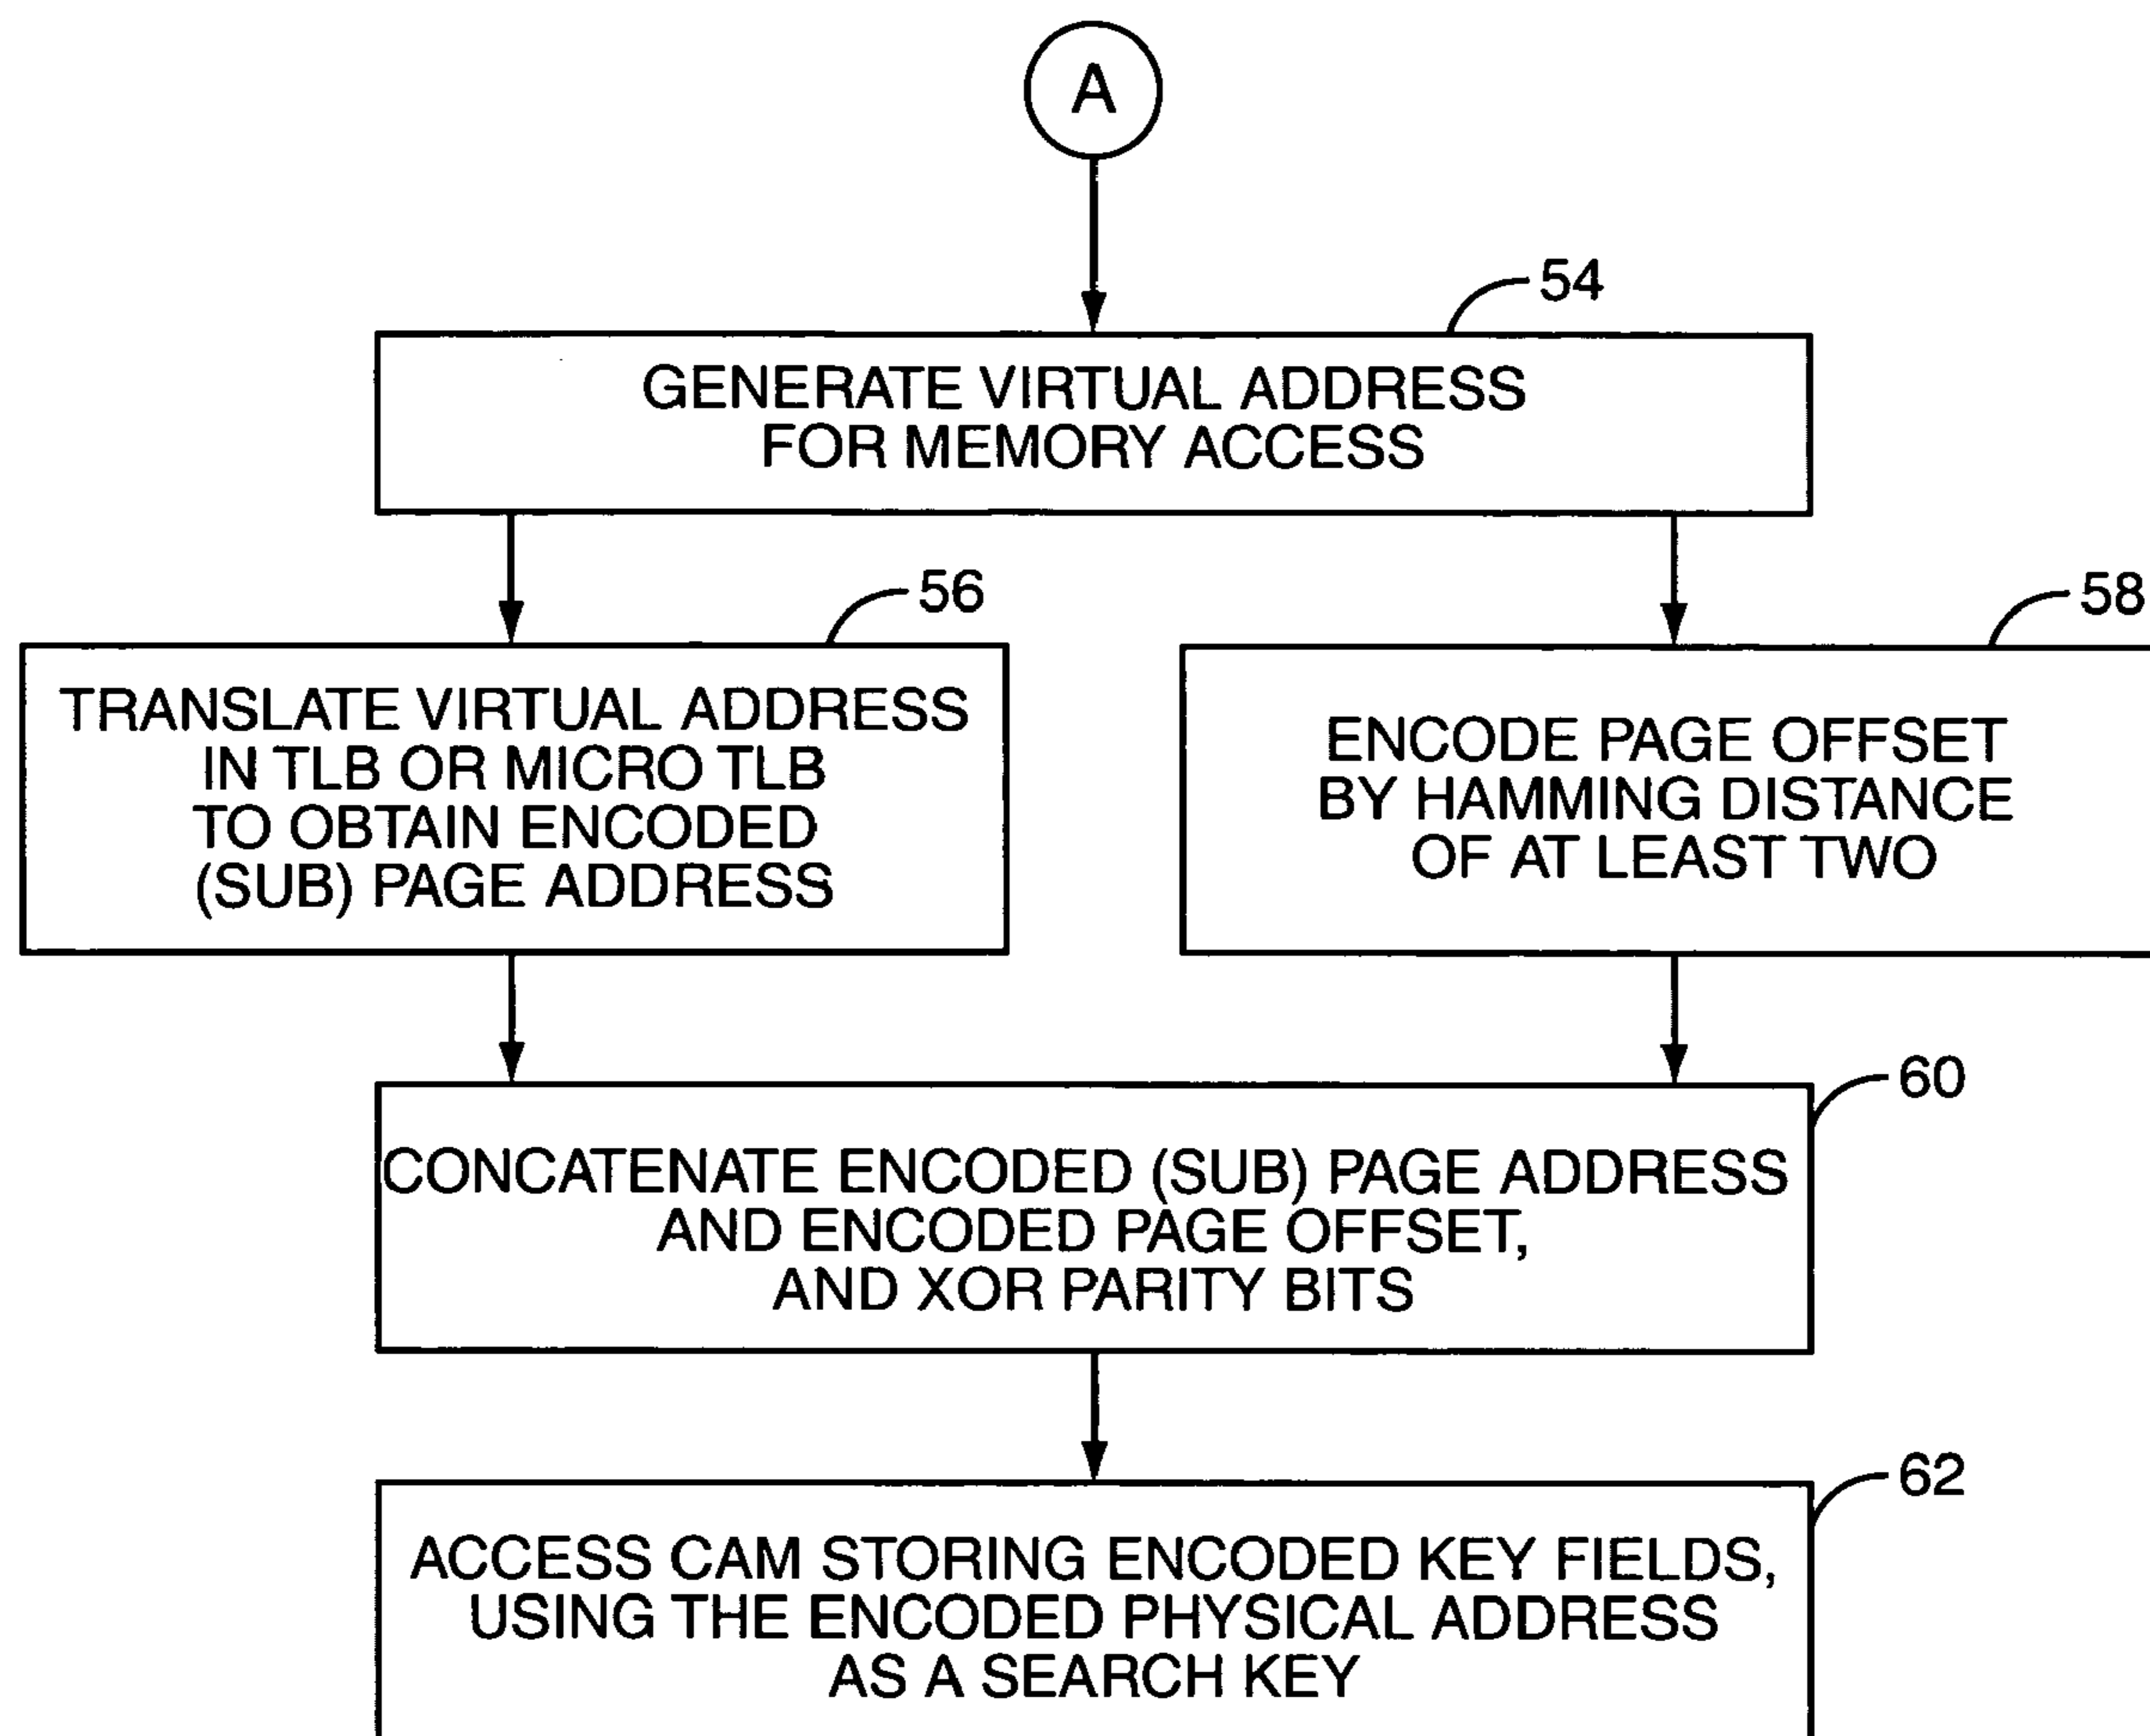 A
54
GENERATE VIRTUAL ADDRESS
FOR MEMORY ACCESS
56
TRANSLATE VIRTUAL ADDRESS
IN TLB OR MICRO TLB
TO OBTAIN ENCODED
(SUB) PAGE ADDRESS
58
ENCODE PAGE OFFSET
BY HAMMING DISTANCE
OF AT LEAST TWO
60
CONCATENATE ENCODED (SUB) PAGE ADDRESS
AND ENCODED PAGE OFFSET,
AND XOR PARITY BITS
62
ACCESS CAM STORING ENCODED KEY FIELDS,
USING THE ENCODED PHYSICAL ADDRESS
AS A SEARCH KEY